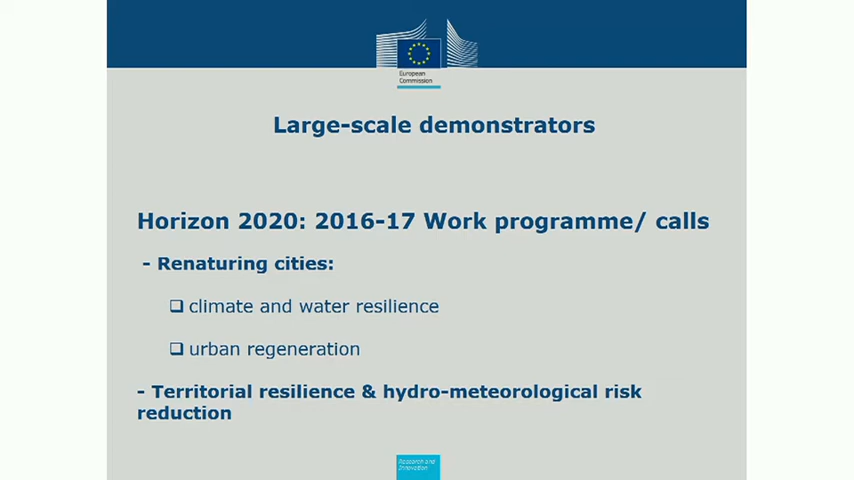 European
Commission
Large-scale demonstrators
Horizon 2020: 2016-17 Work programme/ calls
- Renaturing cities:
❑ climate and water resilience
❑ urban regeneration
- Territorial resilience & hydro-meteorological risk
reduction
Research and
Innovation